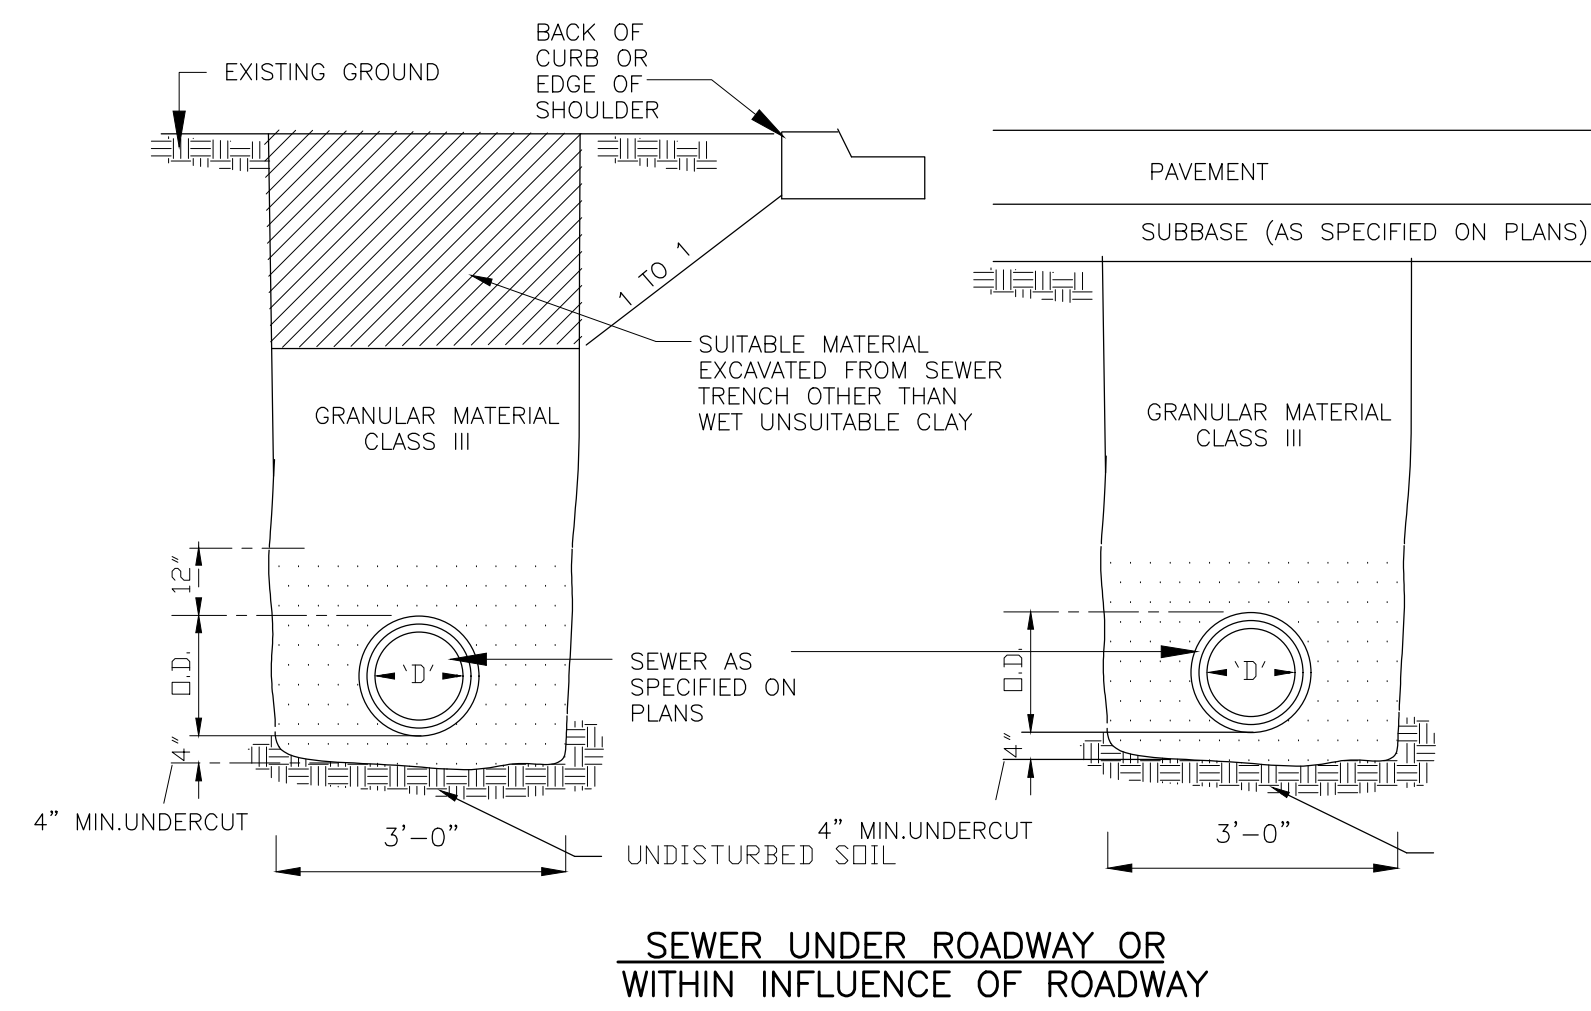 BACK OF
CURB OR
EDGE OF
SHOULDER
EXISTING GROUND
PAVEMENT
SUBBASE (AS SPECIFIED ON PLANS)
1 TO 1
SUITABLE MATERIAL
EXCAVATED FROM SEWER
TRENCH OTHER THAN
WET UNSUITABLE CLAY
GRANULAR MATERIAL
CLASS III
GRANULAR MATERIAL
CLASS III
12"
O.D.
4"
'D'
SEWER AS
SPECIFIED ON
PLANS
O.D.
4"
'D'
4" MIN.UNDERCUT
3'-0"
UNDISTURBED SOIL
4" MIN.UNDERCUT
3'-0"
SEWER UNDER ROADWAY OR
WITHIN INFLUENCE OF ROADWAY